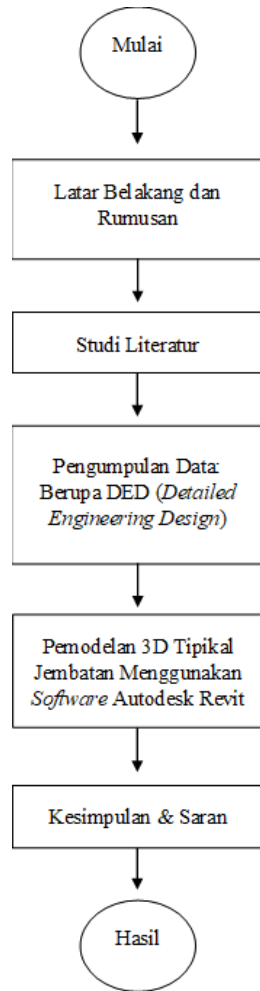 Mulai
Latar Belakang dan
Rumusan
Studi Literatur
Pengumpulan Data:
Berupa DED (Detailed
Engineering Design)
Pemodelan 3D Tipikal
Jembatan Menggunakan
Software Autodesk Revit
Kesimpulan & Saran
Hasil